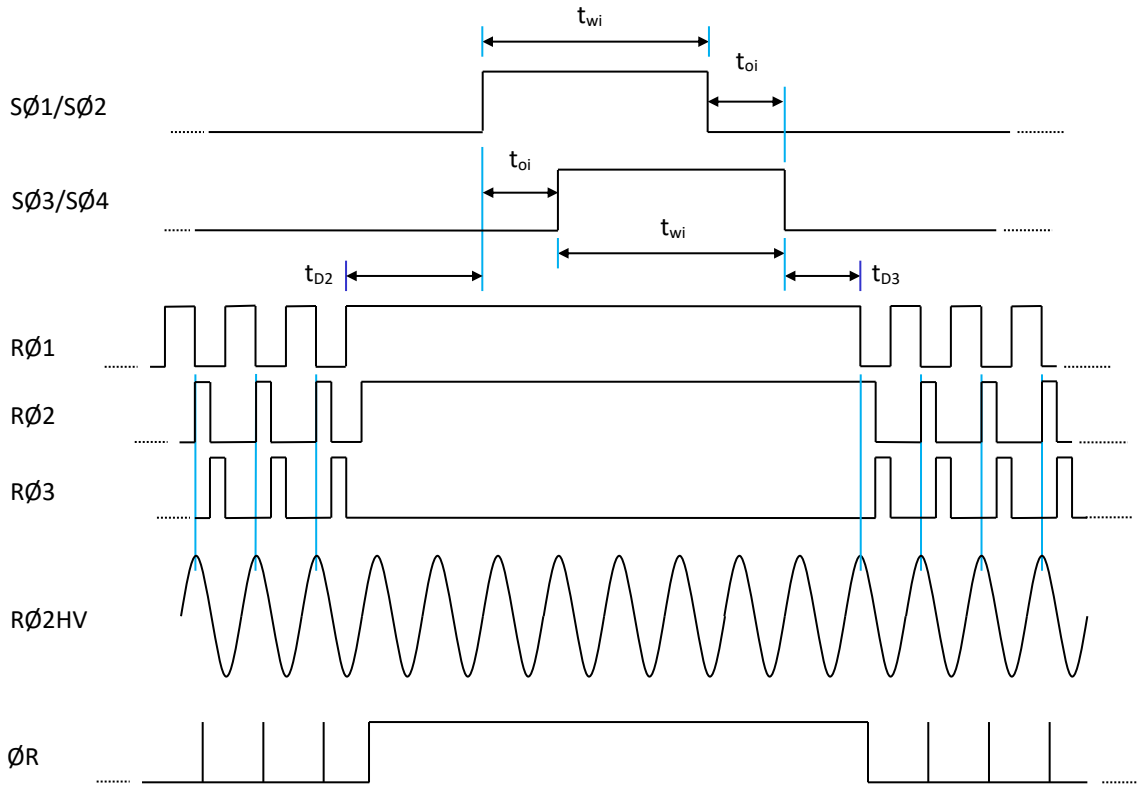 twi
toi
SØ1/SØ2
toi
SØ3/SØ4
twi
tD2
tD3
RØ1
RØ2
RØ3
RØ2HV
ØR